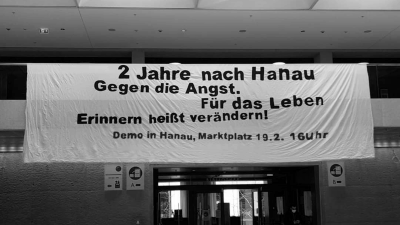 2 Jahre nach Hanau
Gegen die Angst.
Für das Leben
Erinnern heißt verändern!
Demo in Hanau, Marktplatz 19.2. 16Uhr